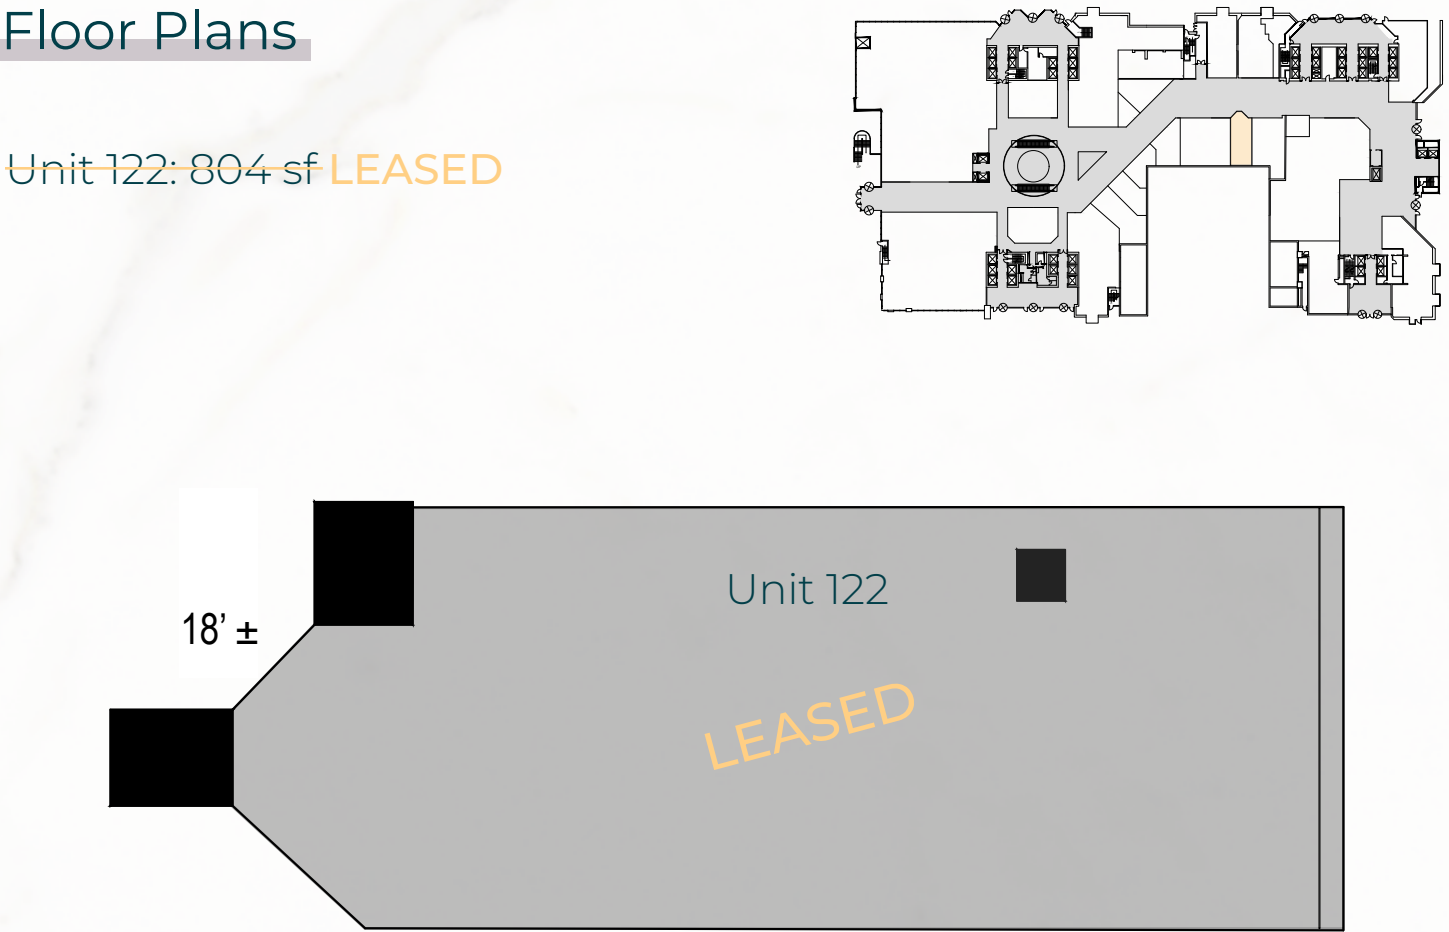 Floor Plans
Unit 122: 804 sf LEASED
Unit 122
18’ ±
LEASED